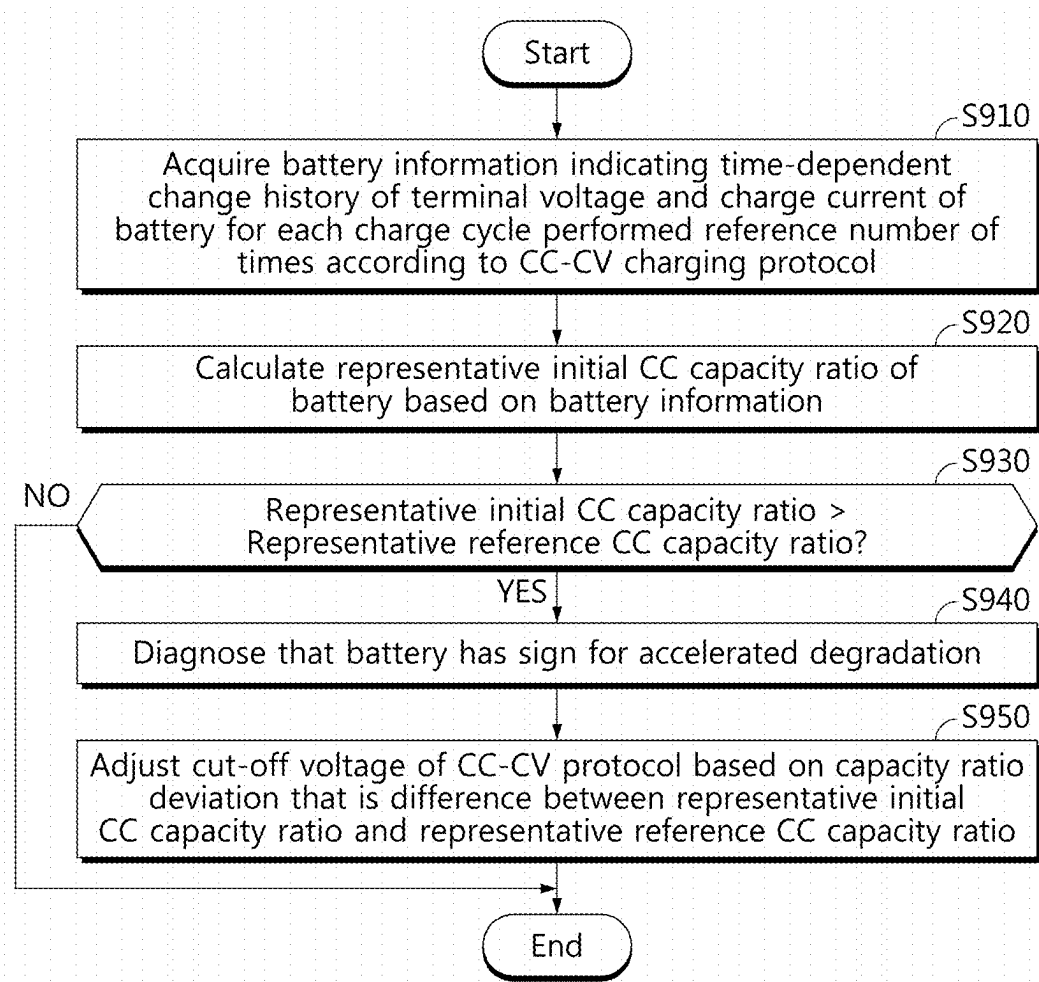 Start
S910
Acquire battery information indicating time-dependent
change history of terminal voltage and charge current of
battery for each charge cycle performed reference number of
times according to CC-CV charging protocol
S920
Calculate representative initial CC capacity ratio of
battery based on battery information
S930
NO
Representative initial CC capacity ratio >
Representative reference CC capacity ratio?
YES
S940
Diagnose that battery has sign for accelerated degradation
S950
Adjust cut-off voltage of CC-CV protocol based on capacity ratio
deviation that is difference between representative initial
CC capacity ratio and representative reference CC capacity ratio
End